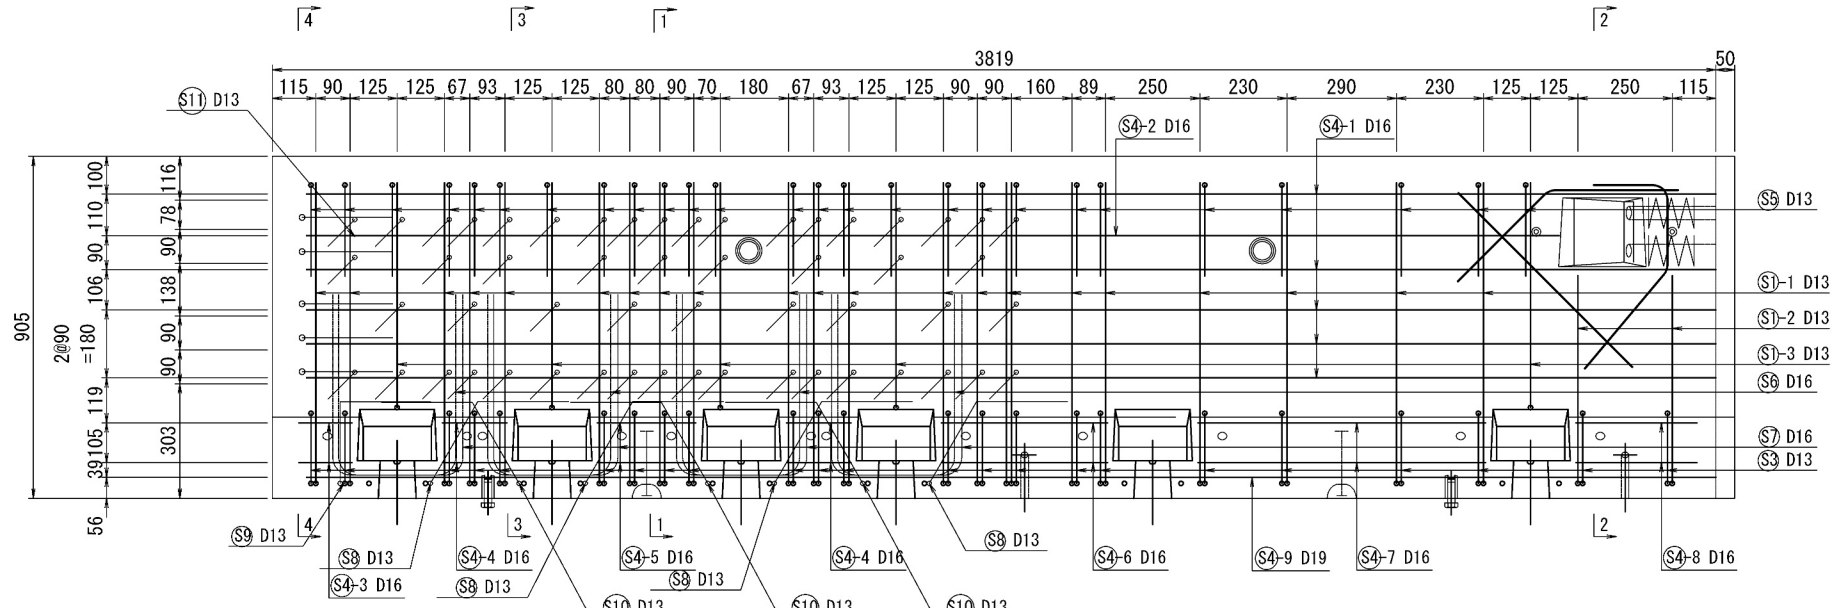 4
3
1
2
3819
50
115 90 125 125 67 93 125 125 80 80 90 70 180 67 93 125 125 90 90 160 89 250 230 290 230 125 125 250 115
S11 D13
S4-2 D16
S4-1 D16
905
2@90
=180
100
110
90
106
119
105
39
56
116
78
90
138
90
90
303
S5 D13
S1-1 D13
S1-2 D13
S1-3 D13
S6 D16
S7 D16
S3 D13
4
3
1
2
S9 D13
S8 D13
S4-4 D16
S4-5 D16
S4-4 D16
S8 D13
S4-6 D16
S4-9 D19
S4-7 D16
S4-8 D16
S4-3 D16
S8 D13
S8 D13
S10 D13
S10 D13
S10 D13